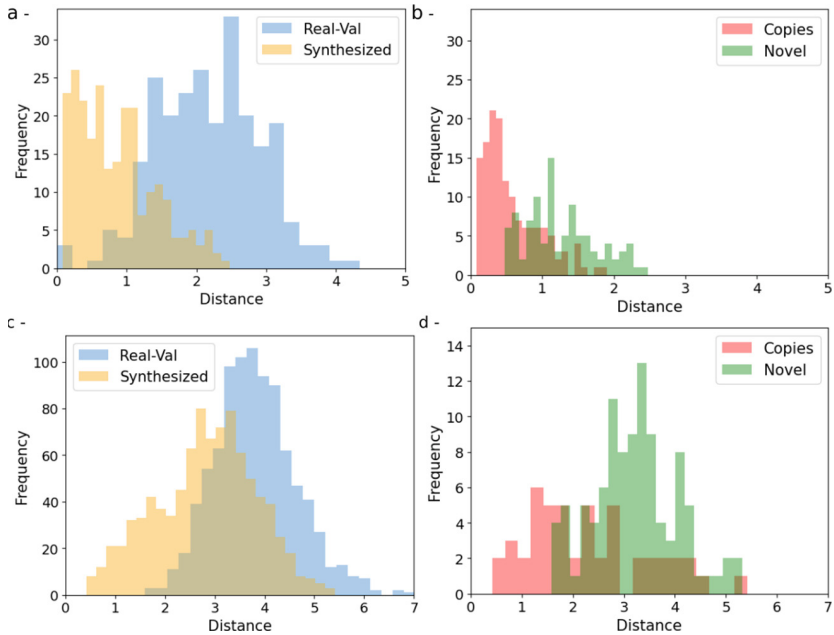 a -
Real-Val
Synthesized
Frequency
30
25
20
15
10
5
0
0 1 2 3 4 5
Distance
b -
Copies
Novel
Frequency
30
25
20
15
10
5
0
0 1 2 3 4 5
Distance
c -
Real-Val
Synthesized
Frequency
100
80
60
40
20
0
0 1 2 3 4 5 6 7
Distance
d -
Copies
Novel
Frequency
14
12
10
8
6
4
2
0
0 1 2 3 4 5 6 7
Distance